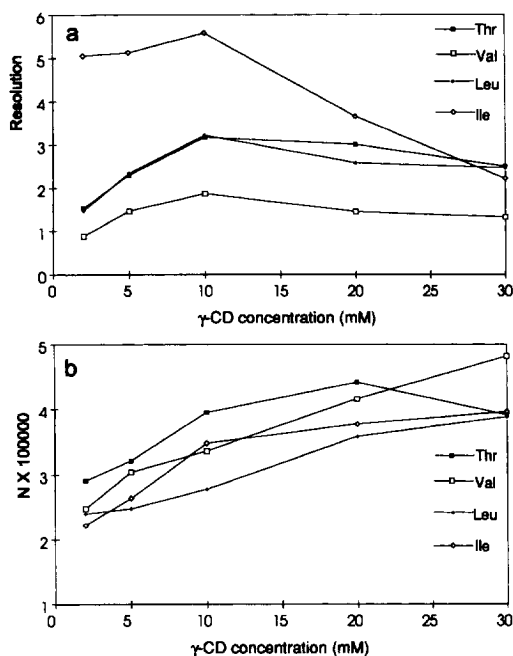 a
6
5
4
3
2
1
0
Resolution
Thr
Val
Leu
Ile
0 5 10 15 20 25 30
γ-CD concentration (mM)
b
5
4
3
2
1
N X 100000
Thr
Val
Leu
Ile
0 5 10 15 20 25 30
γ-CD concentration (mM)